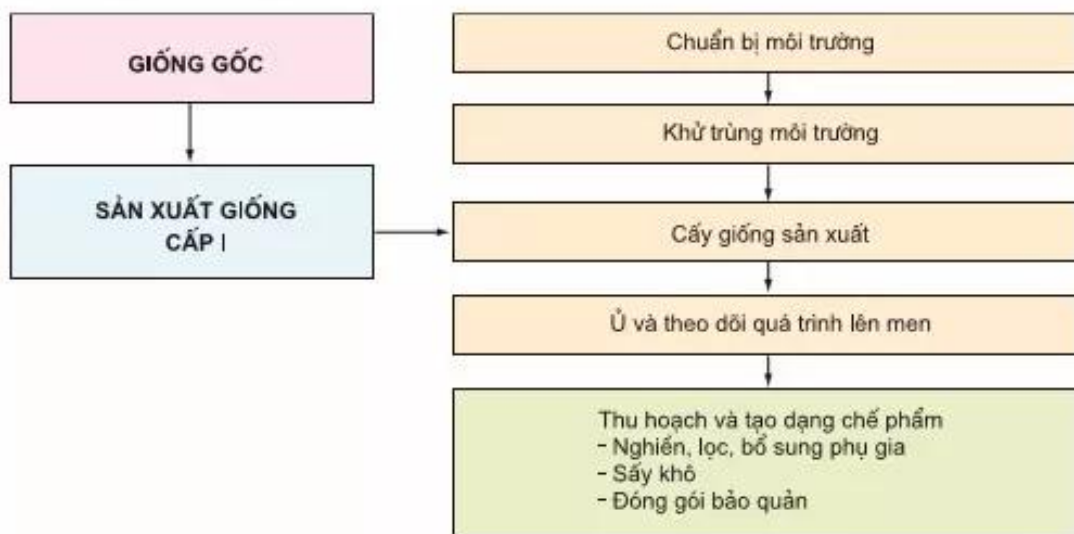 GIỐNG GỐC
SẢN XUẤT GIỐNG
CẤP I
Chuẩn bị môi trường
Khử trùng môi trường
Cấy giống sản xuất
Ủ và theo dõi quá trình lên men
Thu hoạch và tạo dạng chế phẩm
- Nghiến, lọc, bổ sung phụ gia
- Sấy khô
- Đóng gói bảo quản